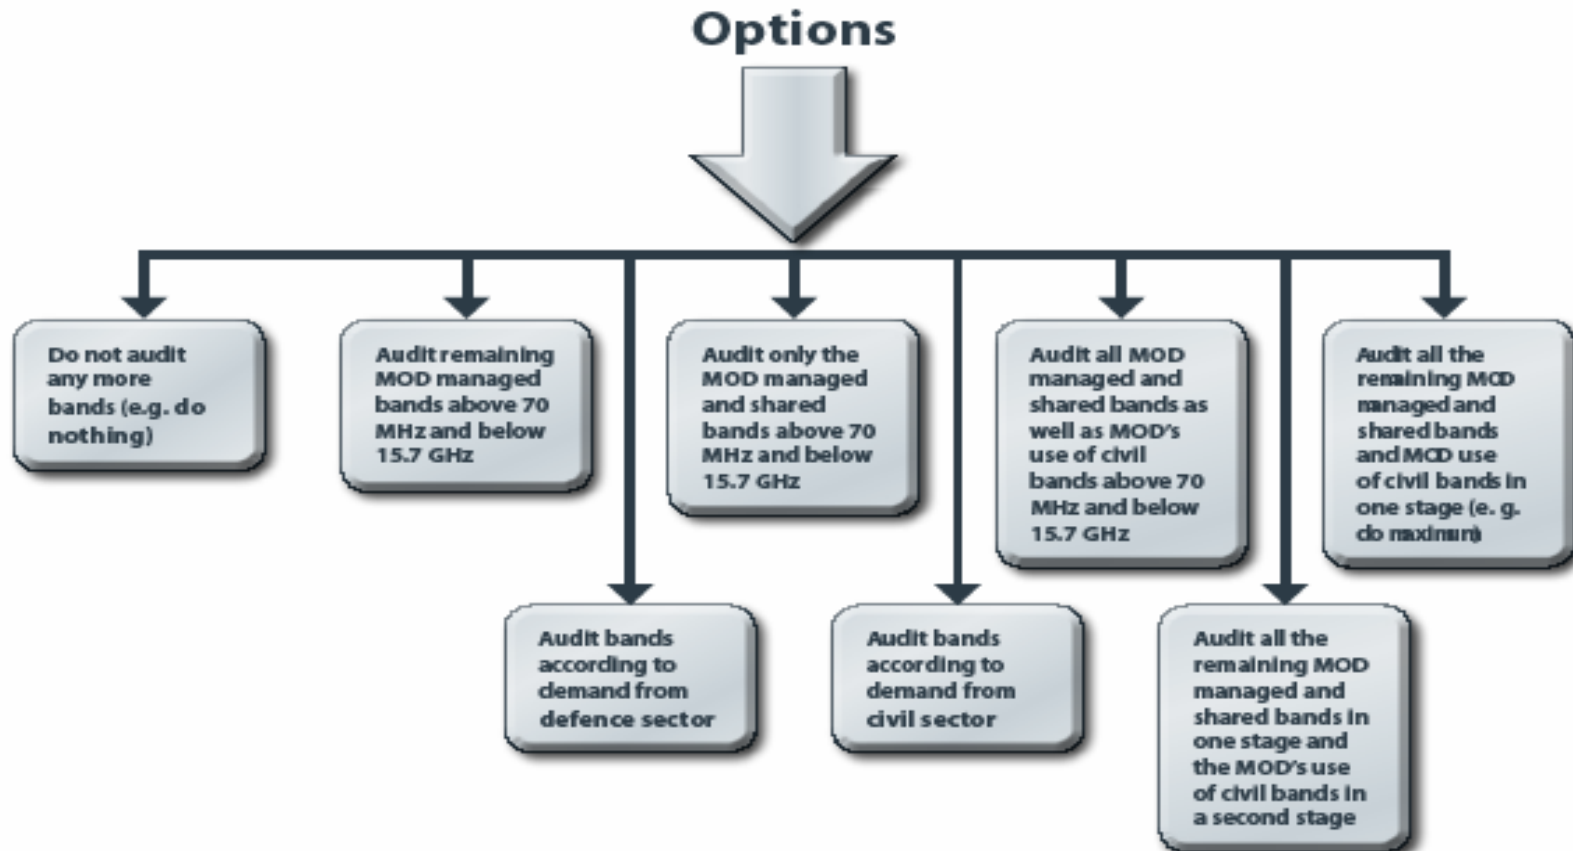 Options
Do not audit
any more
bands (e.g. do
nothing)
Audit remaining
MOD managed
bands above 70
MHz and below
15.7 GHz
Audit only the
MOD managed
and shared
bands above 70
MHz and below
15.7 GHz
Audit all MOD
managed and
shared bands as
well as MOD's
use of civil
bands above 70
MHz and below
15.7 GHz
Audit all the
remaining MOD
managed and
shared bands
and MOD use
of civil bands in
one stage (e. g.
do maximun)
Audit bands
according to
demand from
defence sector
Audit bands
according to
demand from
civil sector
Audit all the
remaining MOD
managed and
shared bands in
one stage and
the MOD's use
of civil bands in
a second stage